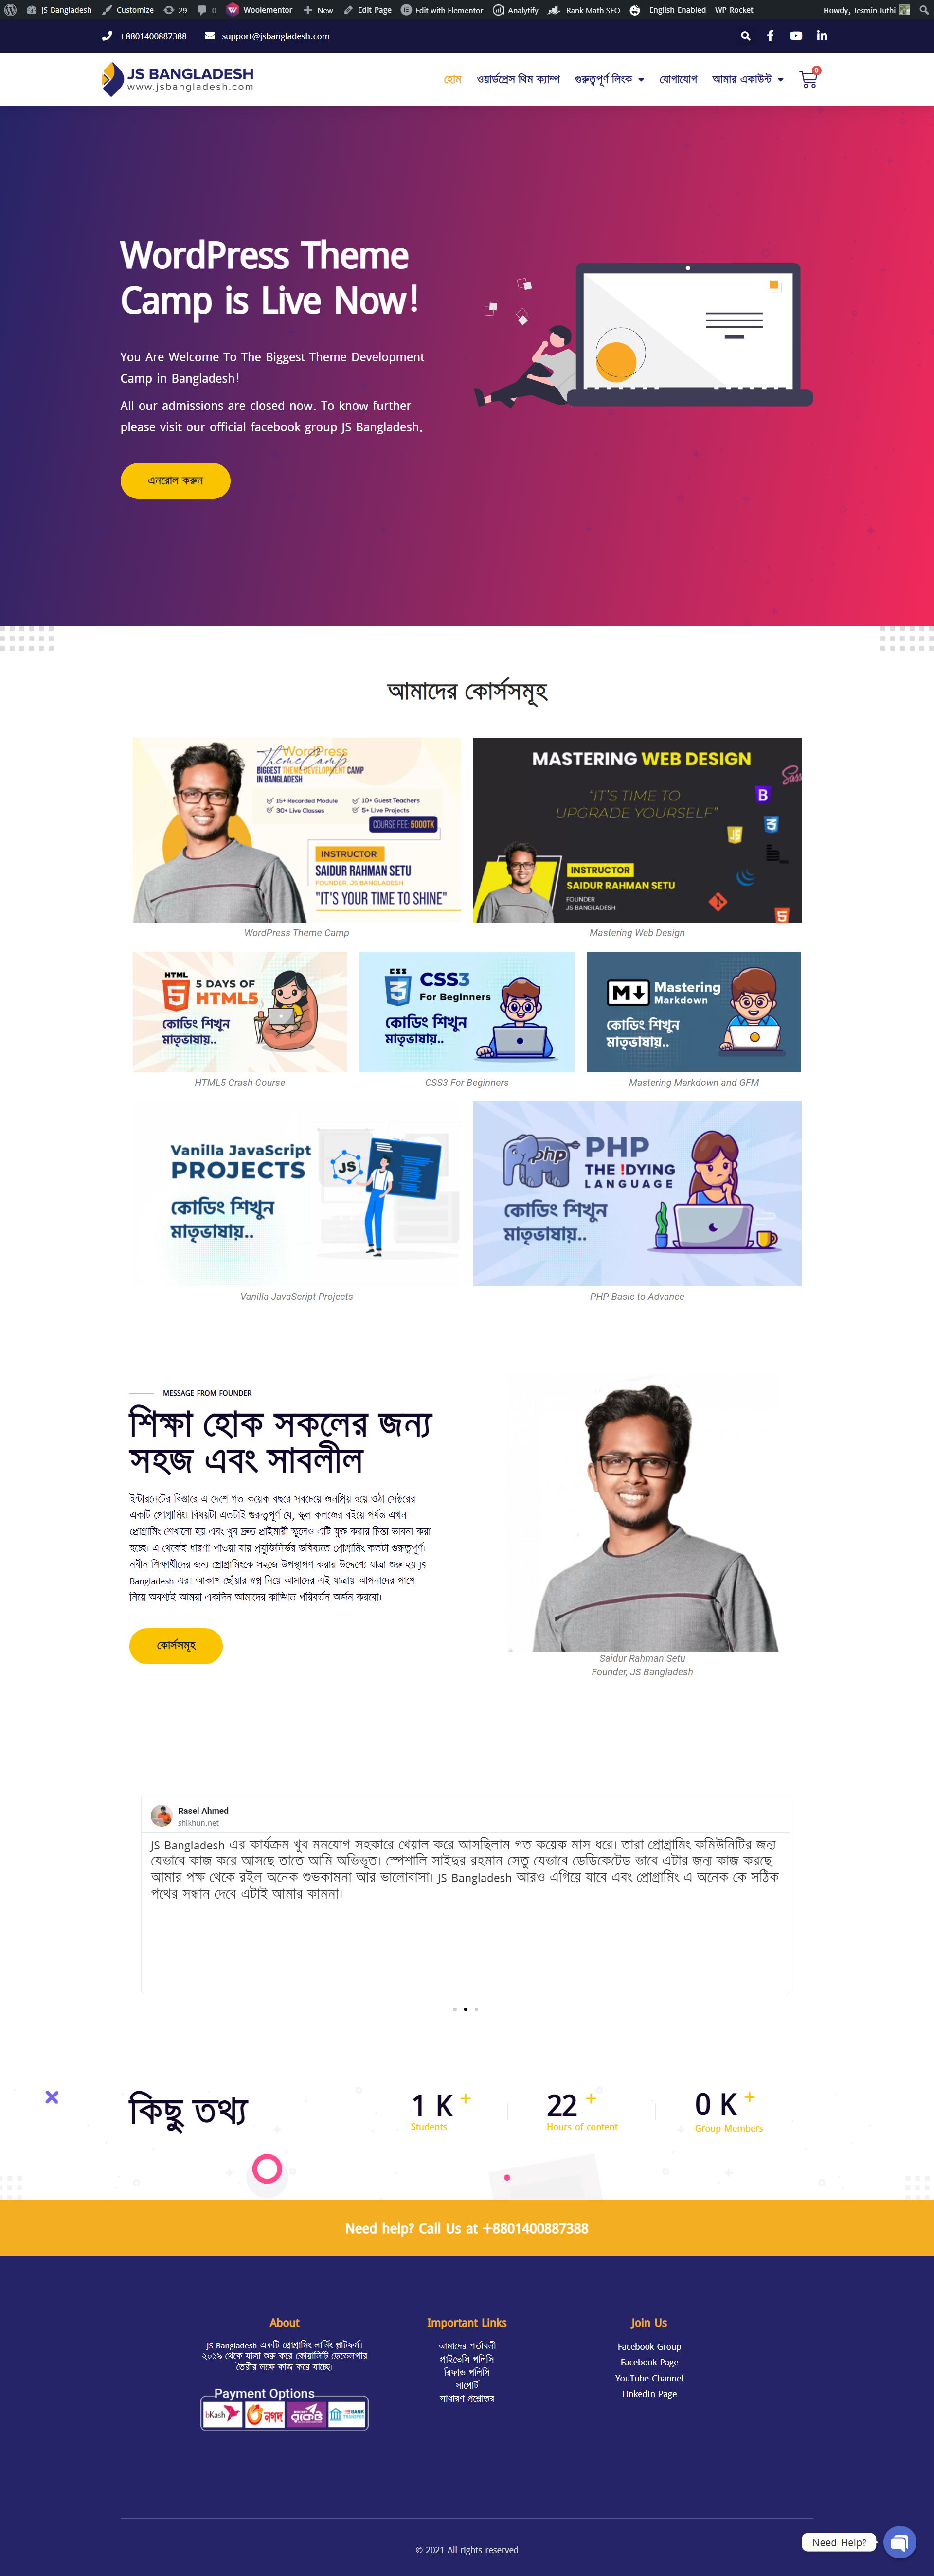 JS Bangladesh Customize 29 0 Woolementor New Edit Page Edit with Elementor Analytify Rank Math SEO English Enabled WP Rocket Howdy, Jesmin Juthi
+8801400887388 support@jsbangladesh.com
JS BANGLADESH
www.jsbangladesh.com
হোম ওয়ার্ডপ্রেস থিম ক্যাম্প গুরুত্বপূর্ণ লিংক যোগাযোগ আমার একাউন্ট 0
WordPress Theme
Camp is Live Now!
You Are Welcome To The Biggest Theme Development
Camp in Bangladesh!
All our admissions are closed now. To know further
please visit our official facebook group JS Bangladesh.
এনরোল করুন
আমাদের কোর্সসমূহ
WordPress
ThemeCamp
BIGGEST THEME DEVELOPMENT CAMP
IN BANGLADESH
15+ Recorded Module 10+ Guest Teachers
30+ Live Classes 5+ Live Projects
COURSE FEE: 5000TK
INSTRUCTOR
SAIDUR RAHMAN SETU
FOUNDER, JS BANGLADESH
"IT'S YOUR TIME TO SHINE"
WordPress Theme Camp
MASTERING WEB DESIGN
"IT'S TIME TO
UPGRADE YOURSELF"
INSTRUCTOR
SAIDUR RAHMAN SETU
FOUNDER
JS BANGLADESH
Sass
B
3
JS
5
Mastering Web Design
HTML
5
5 DAYS OF
HTML5
কোডিং শিখুন
মাতৃভাষায়..
HTML5 Crash Course
CSS
3
CSS3
For Beginners
কোডিং শিখুন
মাতৃভাষায়..
CSS3 For Beginners
M
Mastering
Markdown
কোডিং শিখুন
মাতৃভাষায়..
Mastering Markdown and GFM
Vanilla JavaScript
PROJECTS
কোডিং শিখুন
মাতৃভাষায়..
JS
Vanilla JavaScript Projects
php
PHP
THE !DYING
LANGUAGE
কোডিং শিখুন
মাতৃভাষায়..
PHP Basic to Advance
MESSAGE FROM FOUNDER
শিক্ষা হোক সকলের জন্য
সহজ এবং সাবলীল
ইন্টারনেটের বিস্তারে এ দেশে গত কয়েক বছরে সবচেয়ে জনপ্রিয় হয়ে ওঠা সেক্টরের
একটি প্রোগ্রামিং। বিষয়টা এতটাই গুরুত্বপূর্ণ যে, স্কুল কলেজের বইয়ে পর্যন্ত এখন
প্রোগ্রামিং শেখানো হয় এবং খুব দ্রুত প্রাইমারী স্কুলেও এটি যুক্ত করার চিন্তা ভাবনা করা
হচ্ছে। এ থেকেই ধারণা পাওয়া যায় প্রযুক্তিনির্ভর ভবিষ্যতে প্রোগ্রামিং কতটা গুরুত্বপূর্ণ।
নবীন শিক্ষার্থীদের জন্য প্রোগ্রামিংকে সহজে উপস্থাপণ করার উদ্দেশ্যে যাত্রা শুরু হয় JS
Bangladesh এর। আকাশ ছোঁয়ার স্বপ্ন নিয়ে আমাদের এই যাত্রায় আপনাদের পাশে
নিয়ে অবশ্যই আমরা একদিন আমাদের কাঙ্খিত পরিবর্তন অর্জন করবো।
কোর্সসমূহ
Saidur Rahman Setu
Founder, JS Bangladesh
Rasel Ahmed
shikhun.net
JS Bangladesh এর কার্যক্রম খুব মনযোগ সহকারে খেয়াল করে আসছিলাম গত কয়েক মাস ধরে। তারা প্রোগ্রামিং কমিউনিটির জন্য
যেভাবে কাজ করে আসছে তাতে আমি অভিভূত। স্পেশালি সাইদুর রহমান সেতু যেভাবে ডেডিকেটেড ভাবে এটার জন্য কাজ করছে
আমার পক্ষ থেকে রইল অনেক শুভকামনা আর ভালোবাসা। JS Bangladesh আরও এগিয়ে যাবে এবং প্রোগ্রামিং এ অনেক কে সঠিক
পথের সন্ধান দেবে এটাই আমার কামনা।
কিছু তথ্য
1 K +
Students
22 +
Hours of content
0 K +
Group Members
Need help? Call Us at +8801400887388
About
JS Bangladesh একটি প্রোগ্রামিং লার্নিং প্লাটফর্ম।
২০১৯ থেকে যাত্রা শুরু করে কোয়ালিটি ডেভেলপার
তৈরীর লক্ষে কাজ করে যাচ্ছে।
Payment Options
bKash নগদ রকেট BANK TRANSFER
Important Links
আমাদের শর্তাবলী
প্রাইভেসি পলিসি
রিফান্ড পলিসি
সাপোর্ট
সাধারণ প্রশ্নোত্তর
Join Us
Facebook Group
Facebook Page
YouTube Channel
LinkedIn Page
© 2021 All rights reserved
Need Help?